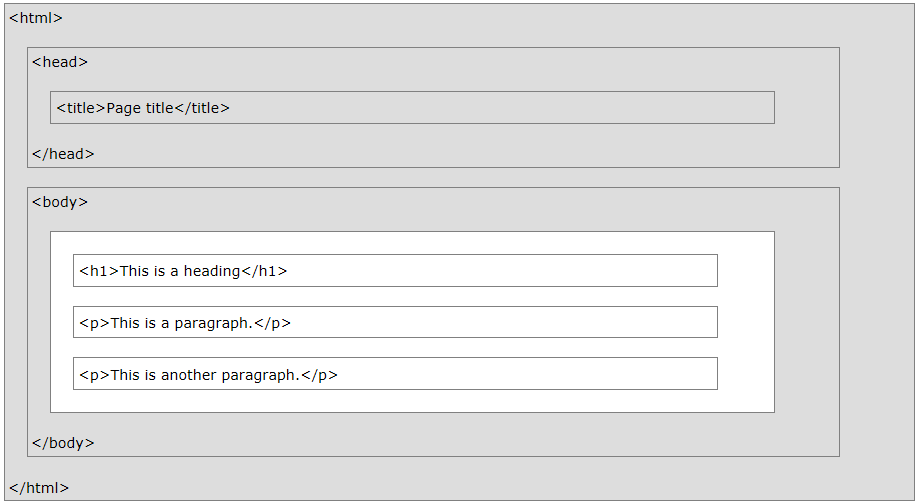 <html>
<head>
<title>Page title</title>
</head>
<body>
<h1>This is a heading</h1>
<p>This is a paragraph.</p>
<p>This is another paragraph.</p>
</body>
</html>